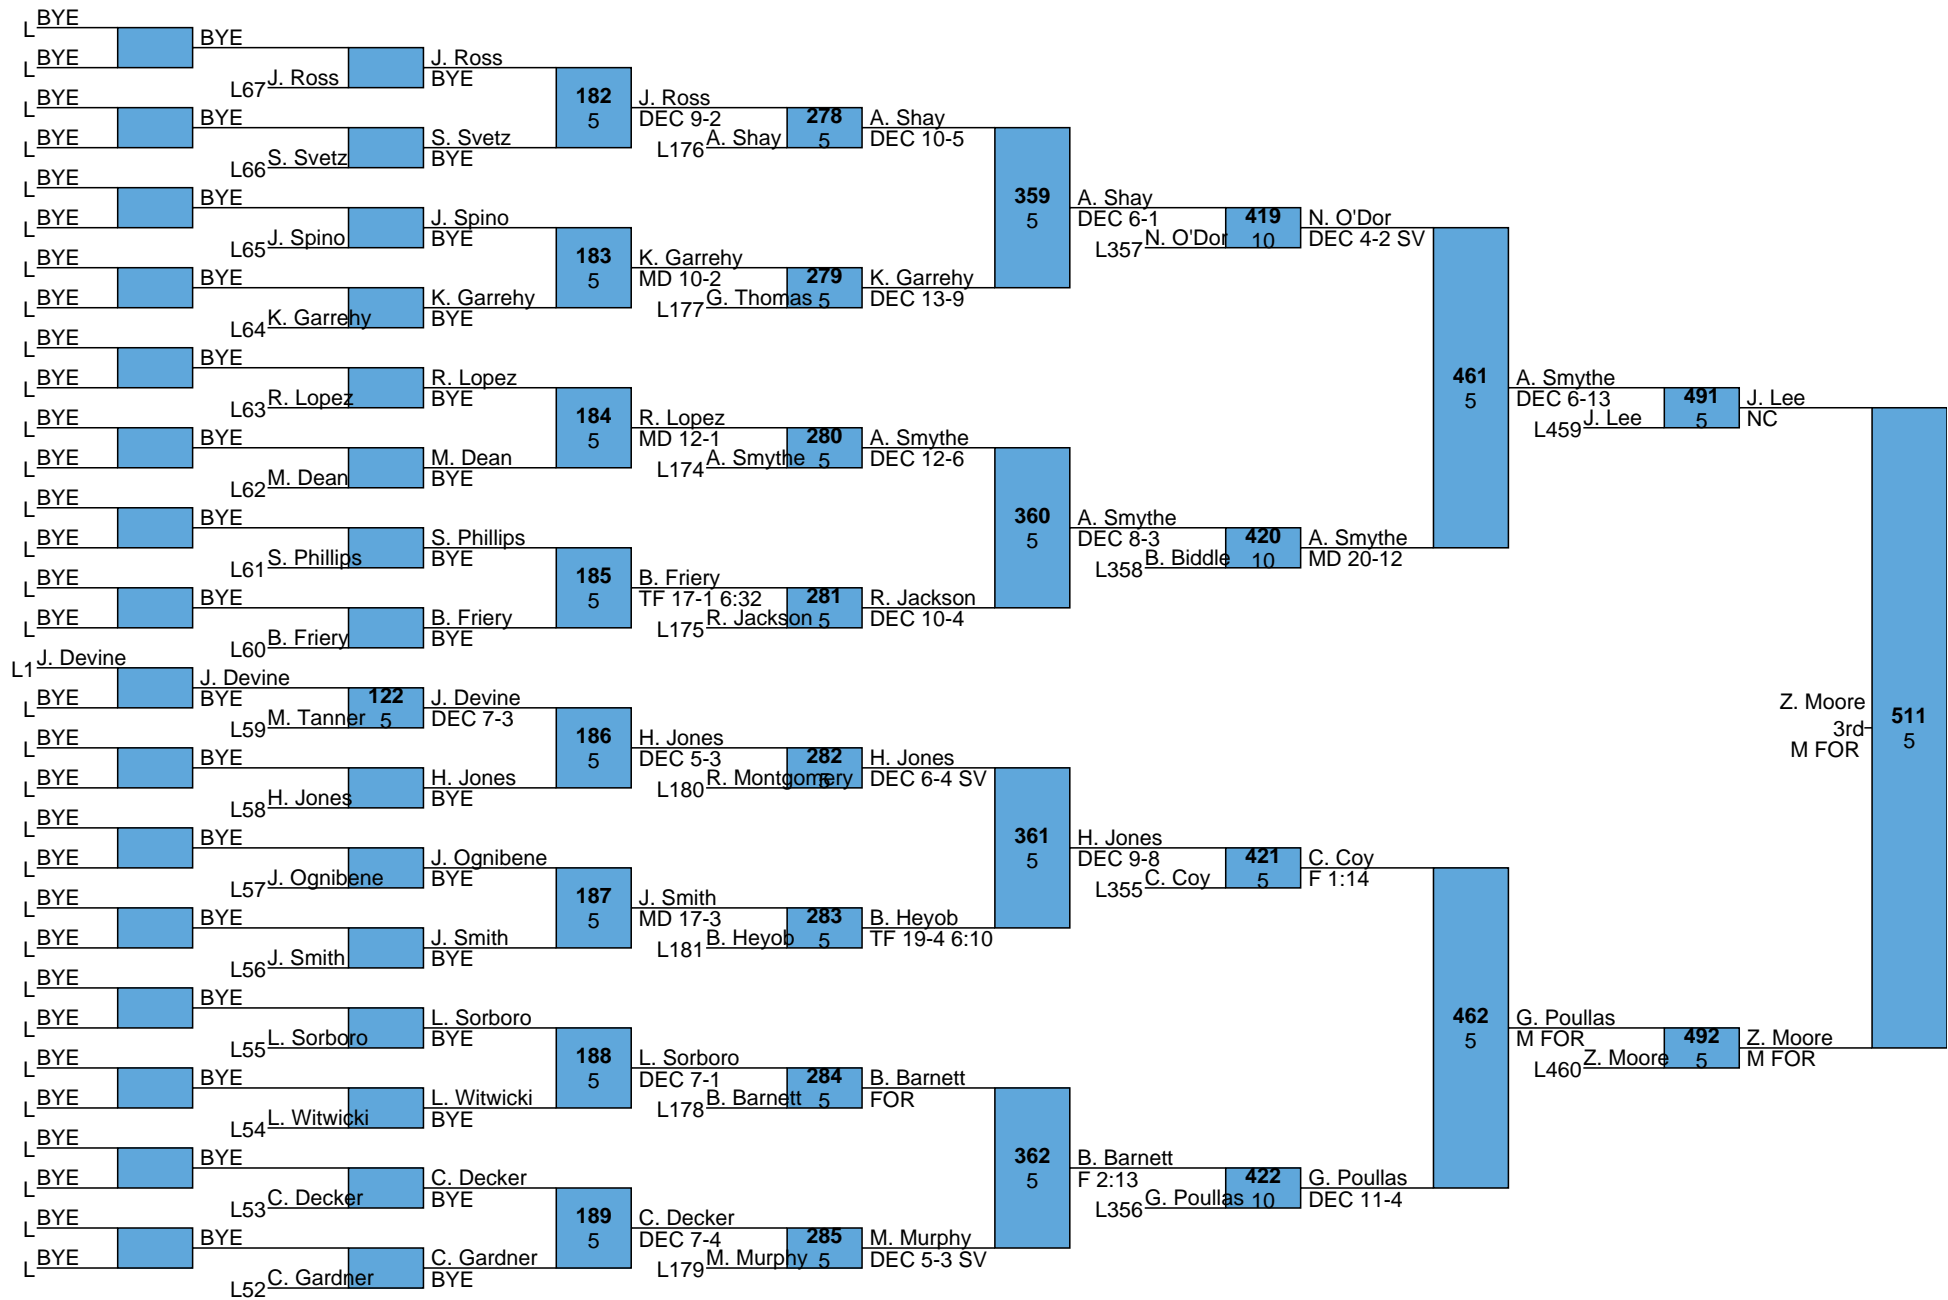 BYE
L
BYE
L
BYE
L67 J. Ross
J. Ross
BYE
BYE
L
BYE
L
BYE
L66 S. Svetz
S. Svetz
BYE
182
5
J. Ross
DEC 9-2
L176 A. Shay
278
5
A. Shay
DEC 10-5
BYE
L
BYE
L
BYE
L65 J. Spino
J. Spino
BYE
BYE
L
BYE
L
BYE
L64 K. Garrehy
K. Garrehy
BYE
183
5
K. Garrehy
MD 10-2
L177 G. Thomas
279
5
K. Garrehy
DEC 13-9
359
5
A. Shay
DEC 6-1
L357 N. O'Dor
419
10
N. O'Dor
DEC 4-2 SV
BYE
L
BYE
L
BYE
L63 R. Lopez
R. Lopez
BYE
BYE
L
BYE
L
BYE
L62 M. Dean
M. Dean
BYE
184
5
R. Lopez
MD 12-1
L174 A. Smythe
280
5
A. Smythe
DEC 12-6
BYE
L
BYE
L
BYE
L61 S. Phillips
S. Phillips
BYE
BYE
L
BYE
L
BYE
L60 B. Friery
B. Friery
BYE
185
5
B. Friery
TF 17-1 6:32
L175 R. Jackson
281
5
R. Jackson
DEC 10-4
360
5
A. Smythe
DEC 8-3
L358 B. Biddle
420
10
A. Smythe
MD 20-12
461
5
A. Smythe
DEC 6-13
L459 J. Lee
491
5
J. Lee
NC
L1 J. Devine
BYE
L
J. Devine
BYE
L59 M. Tanner
122
5
J. Devine
DEC 7-3
BYE
L
BYE
L
BYE
L58 H. Jones
H. Jones
BYE
186
5
H. Jones
DEC 5-3
L180 R. Montgomery
282
5
H. Jones
DEC 6-4 SV
BYE
L
BYE
L
BYE
L57 J. Ognibene
J. Ognibene
BYE
BYE
L
BYE
L
BYE
L56 J. Smith
J. Smith
BYE
187
5
J. Smith
MD 17-3
L181 B. Heyob
283
5
B. Heyob
TF 19-4 6:10
361
5
H. Jones
DEC 9-8
L355 C. Coy
421
5
C. Coy
F 1:14
BYE
L
BYE
L
BYE
L55 L. Sorboro
L. Sorboro
BYE
BYE
L
BYE
L
BYE
L54 L. Witwicki
L. Witwicki
BYE
188
5
L. Sorboro
DEC 7-1
L178 B. Barnett
284
5
B. Barnett
FOR
BYE
L
BYE
L
BYE
L53 C. Decker
C. Decker
BYE
BYE
L
BYE
L
BYE
L52 C. Gardner
C. Gardner
BYE
189
5
C. Decker
DEC 7-4
L179 M. Murphy
285
5
M. Murphy
DEC 5-3 SV
362
5
B. Barnett
F 2:13
L356 G. Poullas
422
10
G. Poullas
DEC 11-4
462
5
G. Poullas
M FOR
L460 Z. Moore
492
5
Z. Moore
M FOR
Z. Moore
3rd
M FOR
511
5